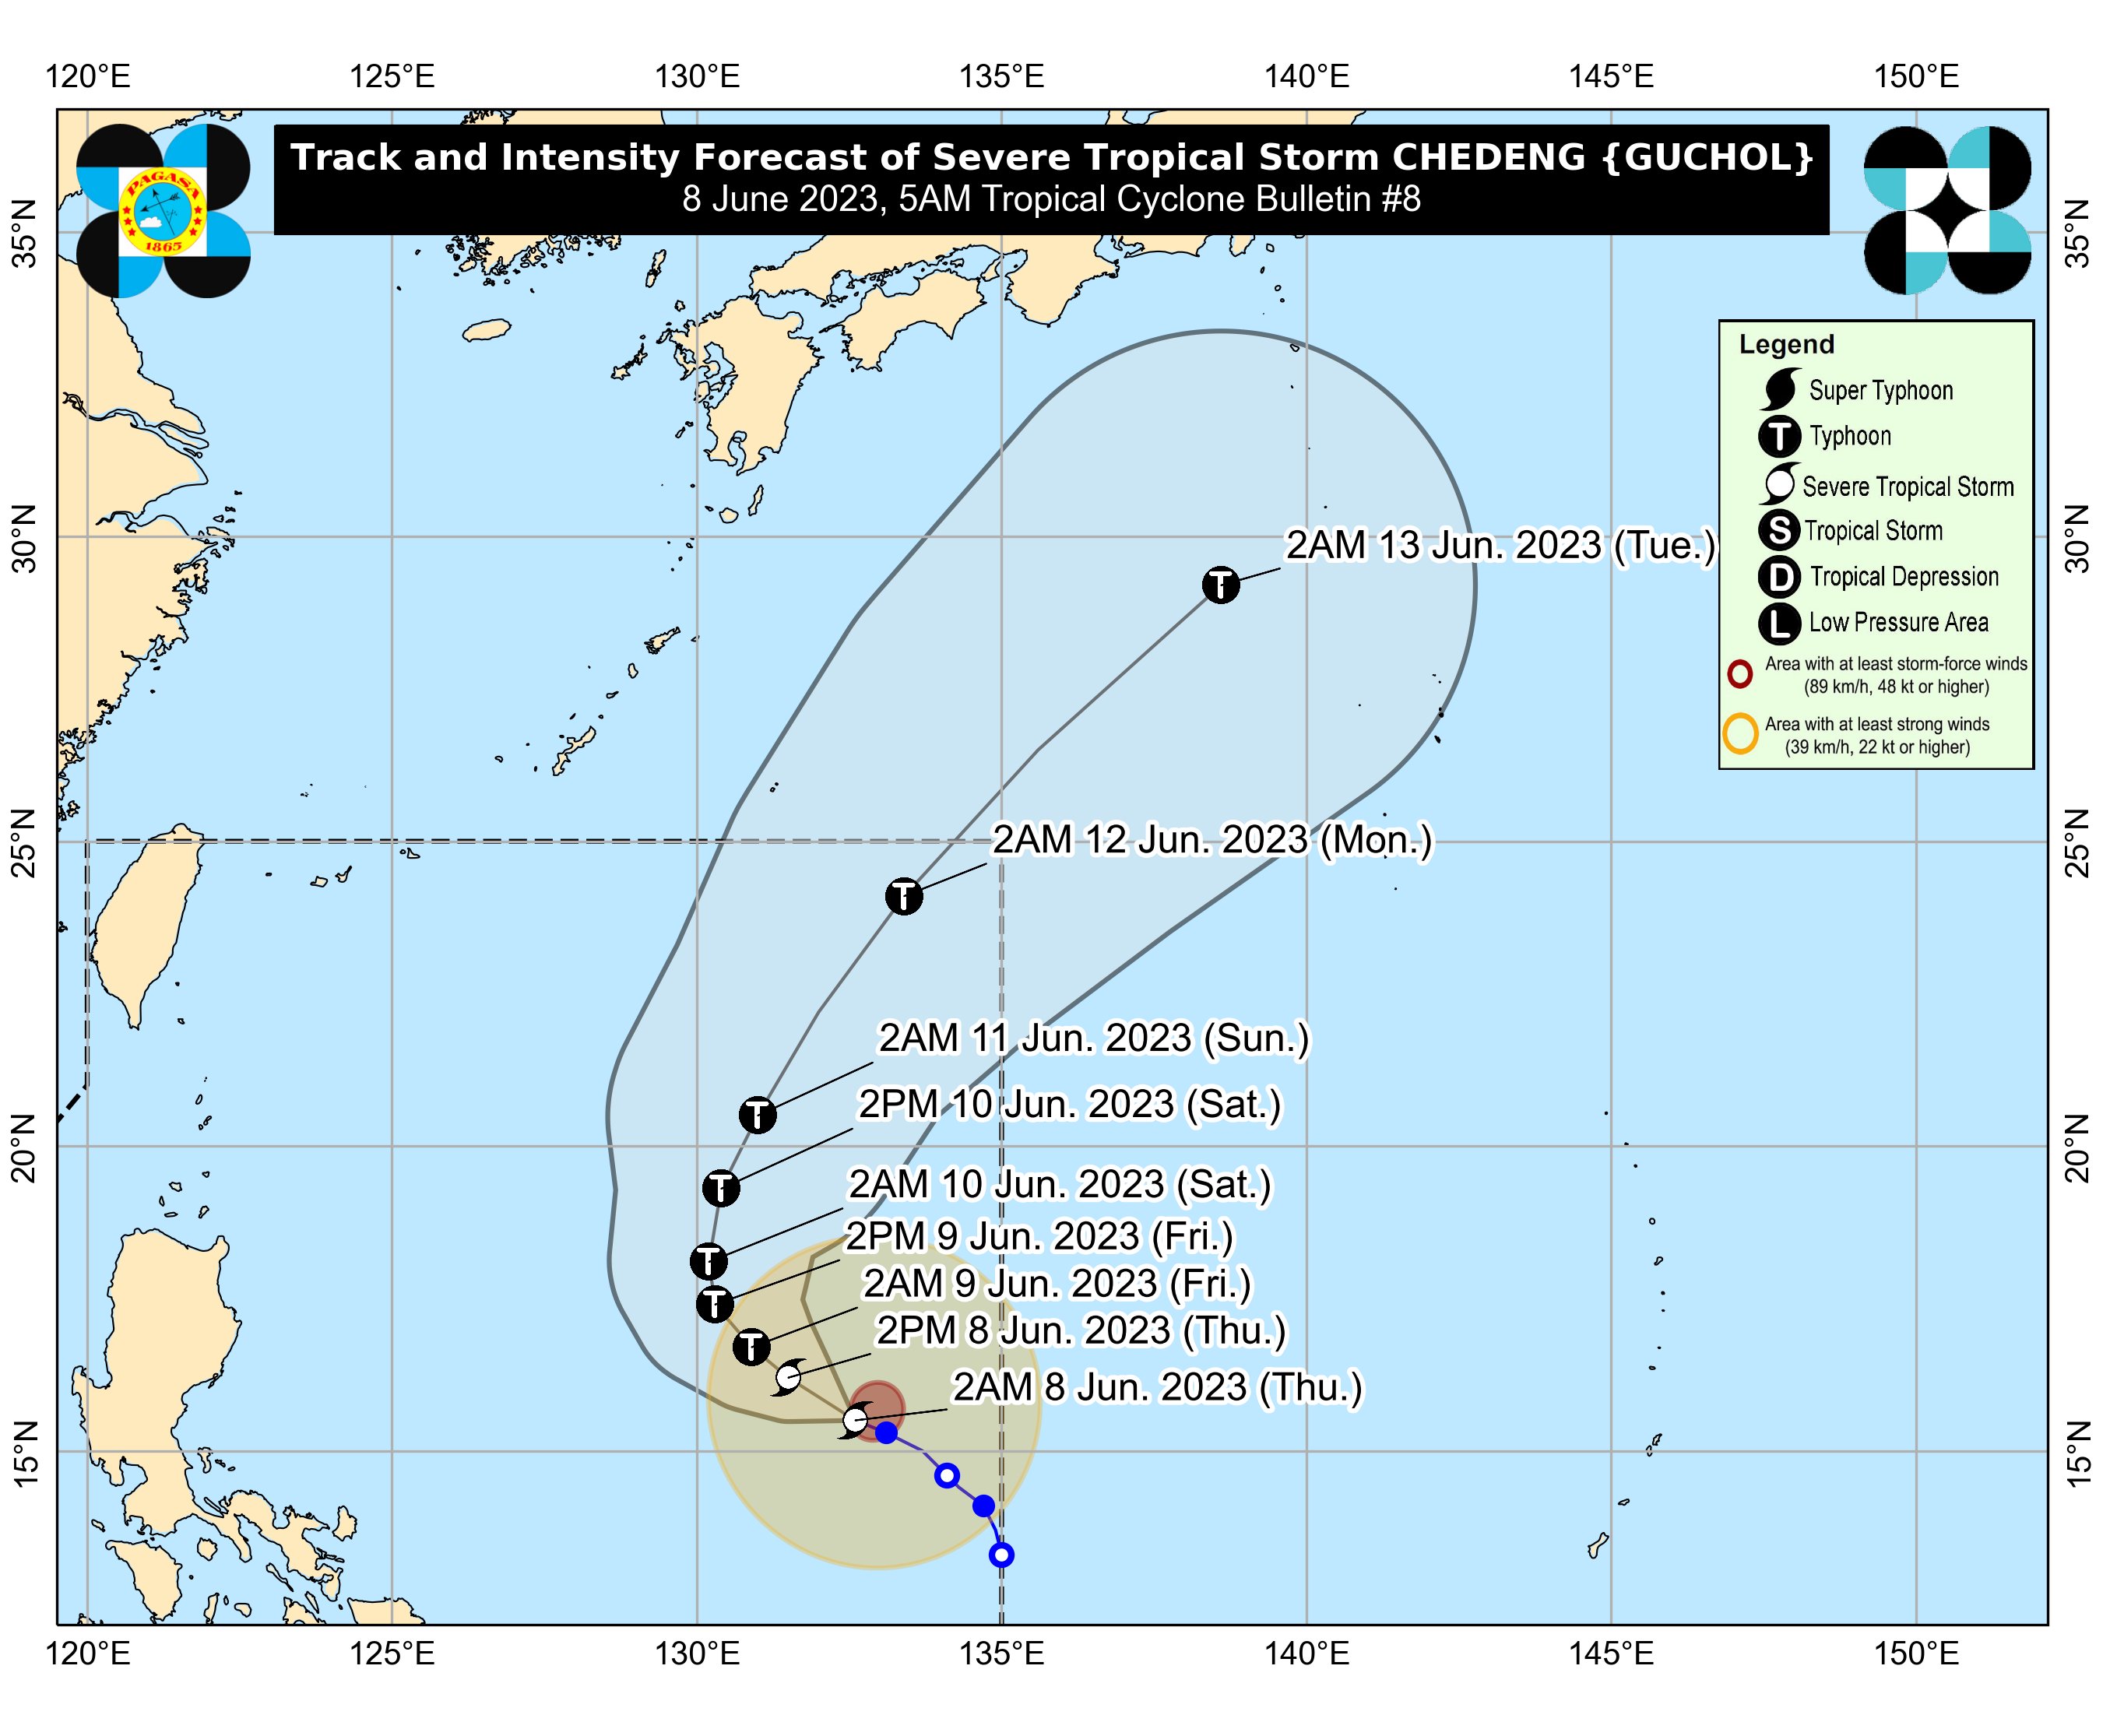 120°E 125°E 130°E 135°E 140°E 145°E 150°E
Track and Intensity Forecast of Severe Tropical Storm CHEDENG {GUCHOL}
8 June 2023, 5AM Tropical Cyclone Bulletin #8
PAGASA
1865
35°N 35°N
Legend
Super Typhoon
T Typhoon
Severe Tropical Storm
S Tropical Storm
D Tropical Depression
L Low Pressure Area
Area with at least storm-force winds
(89 km/h, 48 kt or higher)
Area with at least strong winds
(39 km/h, 22 kt or higher)
30°N 30°N
2AM 13 Jun. 2023 (Tue.)
T
25°N 25°N
2AM 12 Jun. 2023 (Mon.)
T
2AM 11 Jun. 2023 (Sun.)
T
2PM 10 Jun. 2023 (Sat.)
20°N 20°N
T
2AM 10 Jun. 2023 (Sat.)
T
2PM 9 Jun. 2023 (Fri.)
T
2AM 9 Jun. 2023 (Fri.)
T
2PM 8 Jun. 2023 (Thu.)
2AM 8 Jun. 2023 (Thu.)
15°N 15°N
120°E 125°E 130°E 135°E 140°E 145°E 150°E